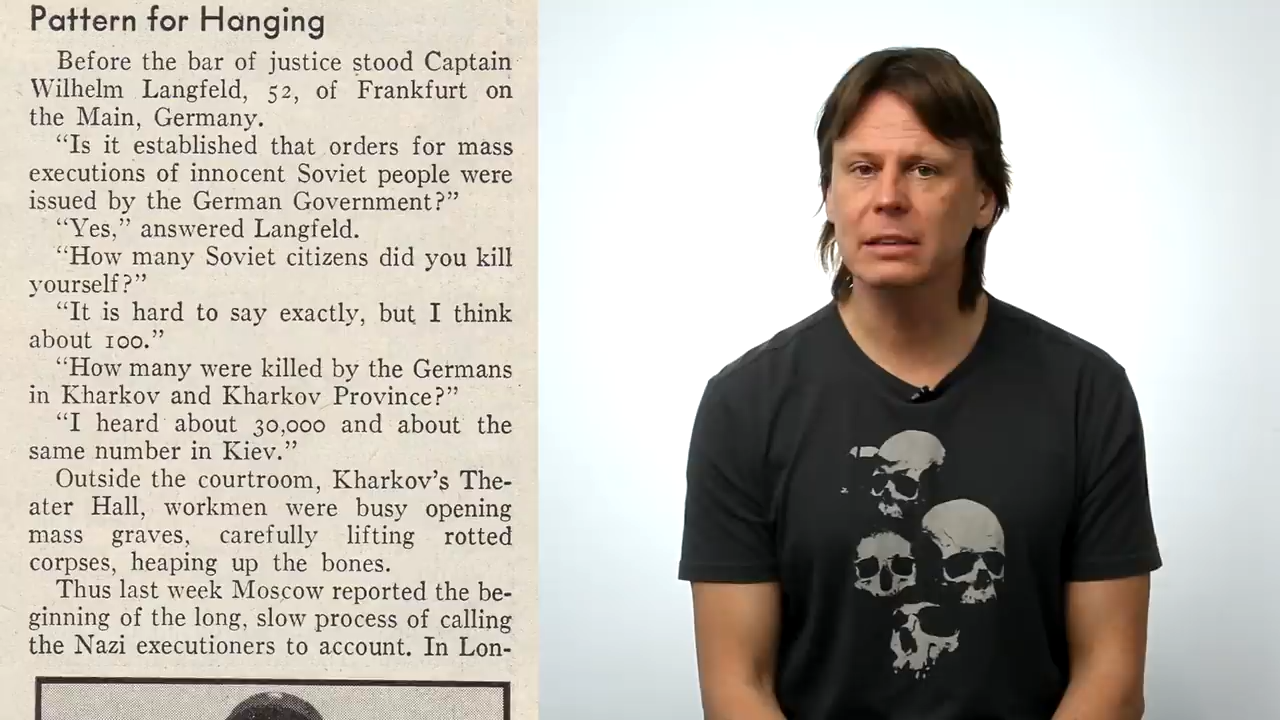 Pattern for Hanging
Before the bar of justice stood Captain
Wilhelm Langfeld, 52, of Frankfurt on
the Main, Germany.
“Is it established that orders for mass
executions of innocent Soviet people were
issued by the German Government?”
“Yes,” answered Langfeld.
“How many Soviet citizens did you kill
yourself?”
“It is hard to say exactly, but I think
about 100.”
“How many were killed by the Germans
in Kharkov and Kharkov Province?”
“I heard about 30,000 and about the
same number in Kiev.”
Outside the courtroom, Kharkov’s The-
ater Hall, workmen were busy opening
mass graves, carefully lifting rotted
corpses, heaping up the bones.
Thus last week Moscow reported the be-
ginning of the long, slow process of calling
the Nazi executioners to account. In Lon-